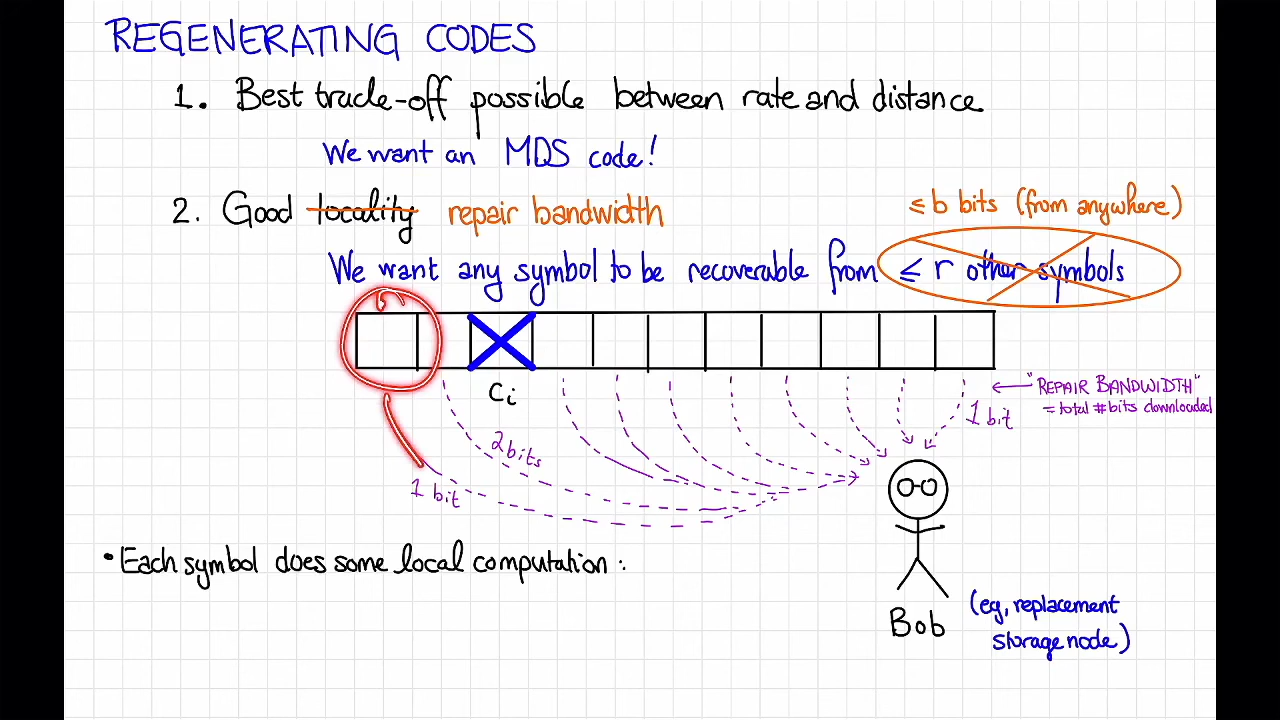 REGENERATING CODES
1. Best trade-off possible between rate and distance
We want an MDS code!
2. Good locality repair bandwidth
≤ b bits (from anywhere)
We want any symbol to be recoverable from ≤ r other symbols
Ci
"REPAIR BANDWIDTH"
= total # bits downloaded
1 bit
2 bits
1 bit
• Each symbol does some local computation :
Bob
(eg, replacement
storage node)